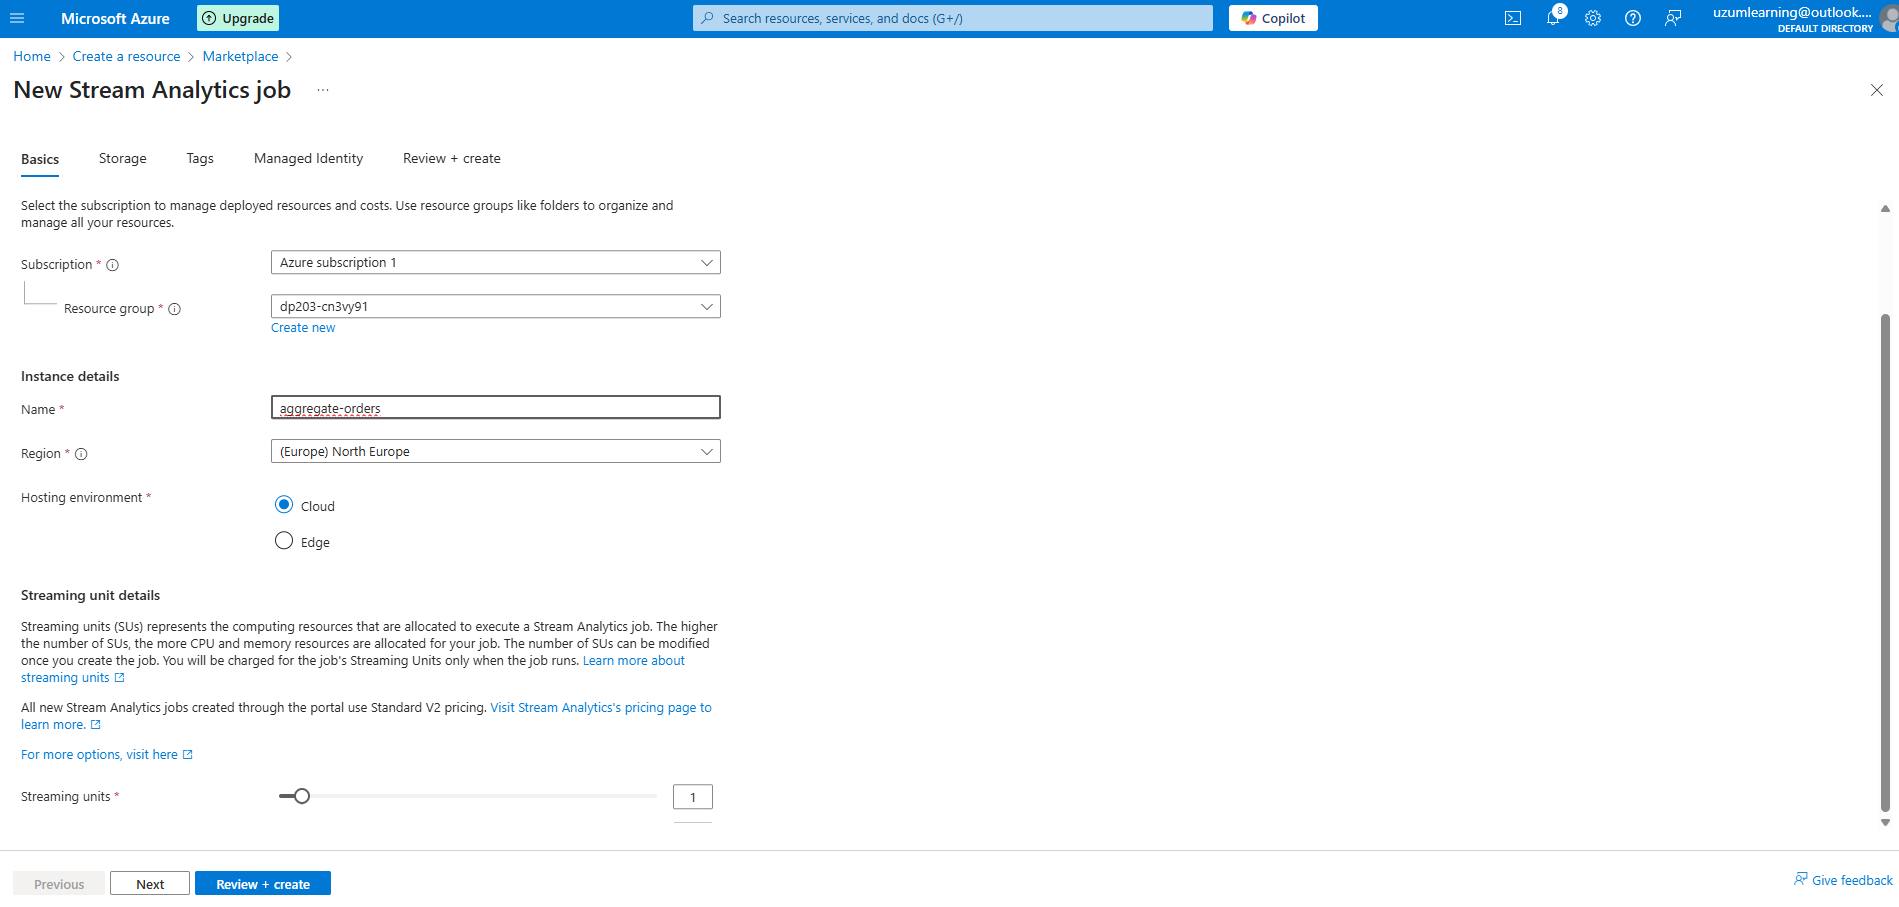 Microsoft Azure
Upgrade
Search resources, services, and docs (G+/)
Copilot
8
uzumlearning@outlook....
DEFAULT DIRECTORY
Home > Create a resource > Marketplace >
New Stream Analytics job ...
Basics
Storage
Tags
Managed Identity
Review + create
Select the subscription to manage deployed resources and costs. Use resource groups like folders to organize and
manage all your resources.
Subscription *
Azure subscription 1
Resource group *
dp203-cn3vy91
Create new
Instance details
Name *
aggregate-orders
Region *
(Europe) North Europe
Hosting environment *
Cloud
Edge
Streaming unit details
Streaming units (SUs) represents the computing resources that are allocated to execute a Stream Analytics job. The higher
the number of SUs, the more CPU and memory resources are allocated for your job. The number of SUs can be modified
once you create the job. You will be charged for the job's Streaming Units only when the job runs. Learn more about
streaming units
All new Stream Analytics jobs created through the portal use Standard V2 pricing. Visit Stream Analytics's pricing page to
learn more.
For more options, visit here
Streaming units *
1
Previous
Next
Review + create
Give feedback